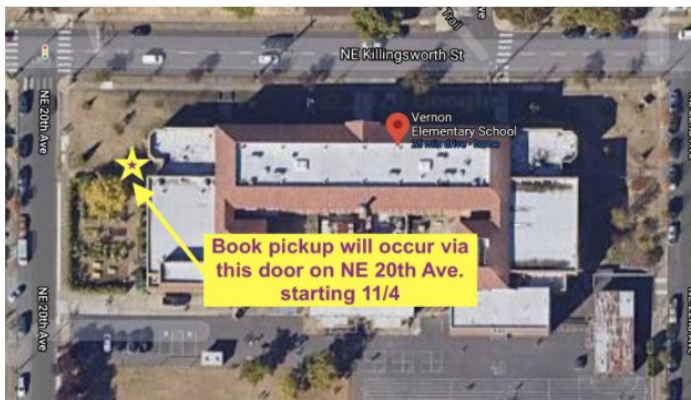 Trail
NE Killingsworth St
NE 20th Ave
Vernon
Elementary School
Book pickup will occur via
this door on NE 20th Ave.
starting 11/4
NE 20th Ave